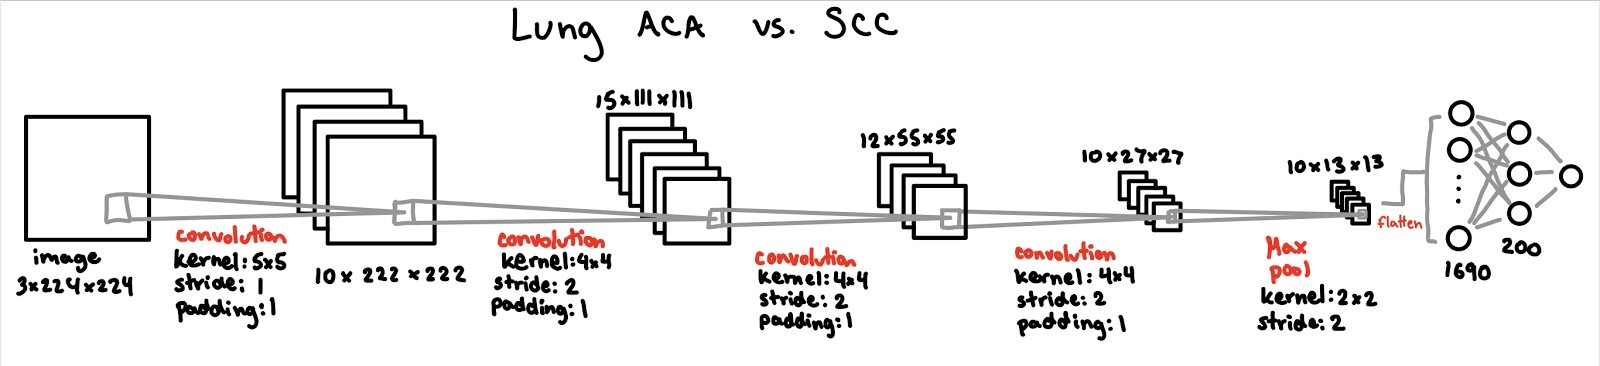 Lung ACA vs. SCC
image
3x224x224
convolution
kernel: 5x5
stride: 1
padding: 1
10 x 222 x 222
convolution
kernel: 4x4
stride: 2
padding: 1
15x111x111
convolution
kernel: 4x4
stride: 2
padding: 1
12x55x55
convolution
kernel: 4x4
stride: 2
padding: 1
10x27x27
Max
pool
kernel: 2x2
stride: 2
10x13x13
flatten
1690
200